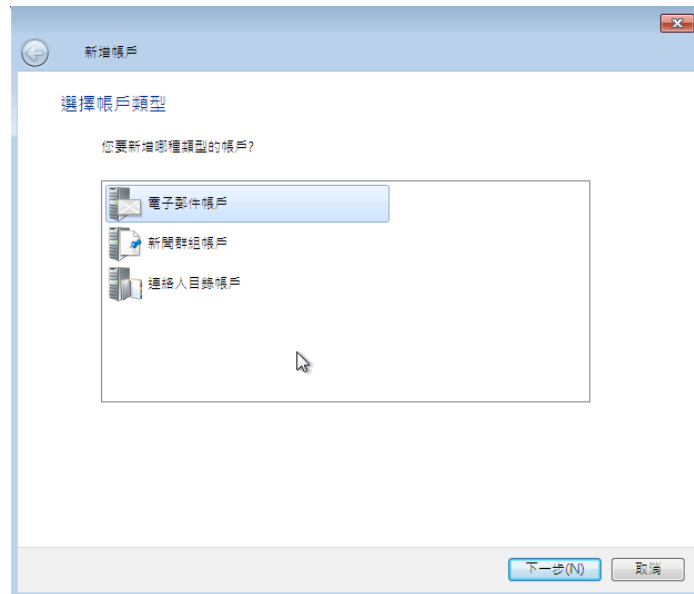 新增帳戶
選擇帳戶類型
您要新增哪種類型的帳戶?
電子郵件帳戶
新聞群組帳戶
連絡人目錄帳戶
下一步(N)
取消